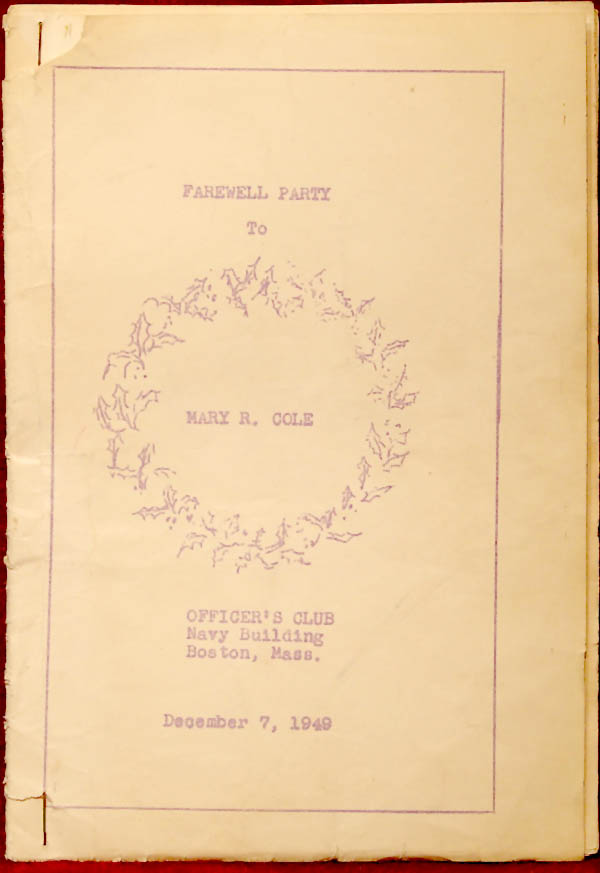 FAREWELL PARTY
To
MARY R. COLE
OFFICER'S CLUB
Navy Building
Boston, Mass.
December 7, 1949